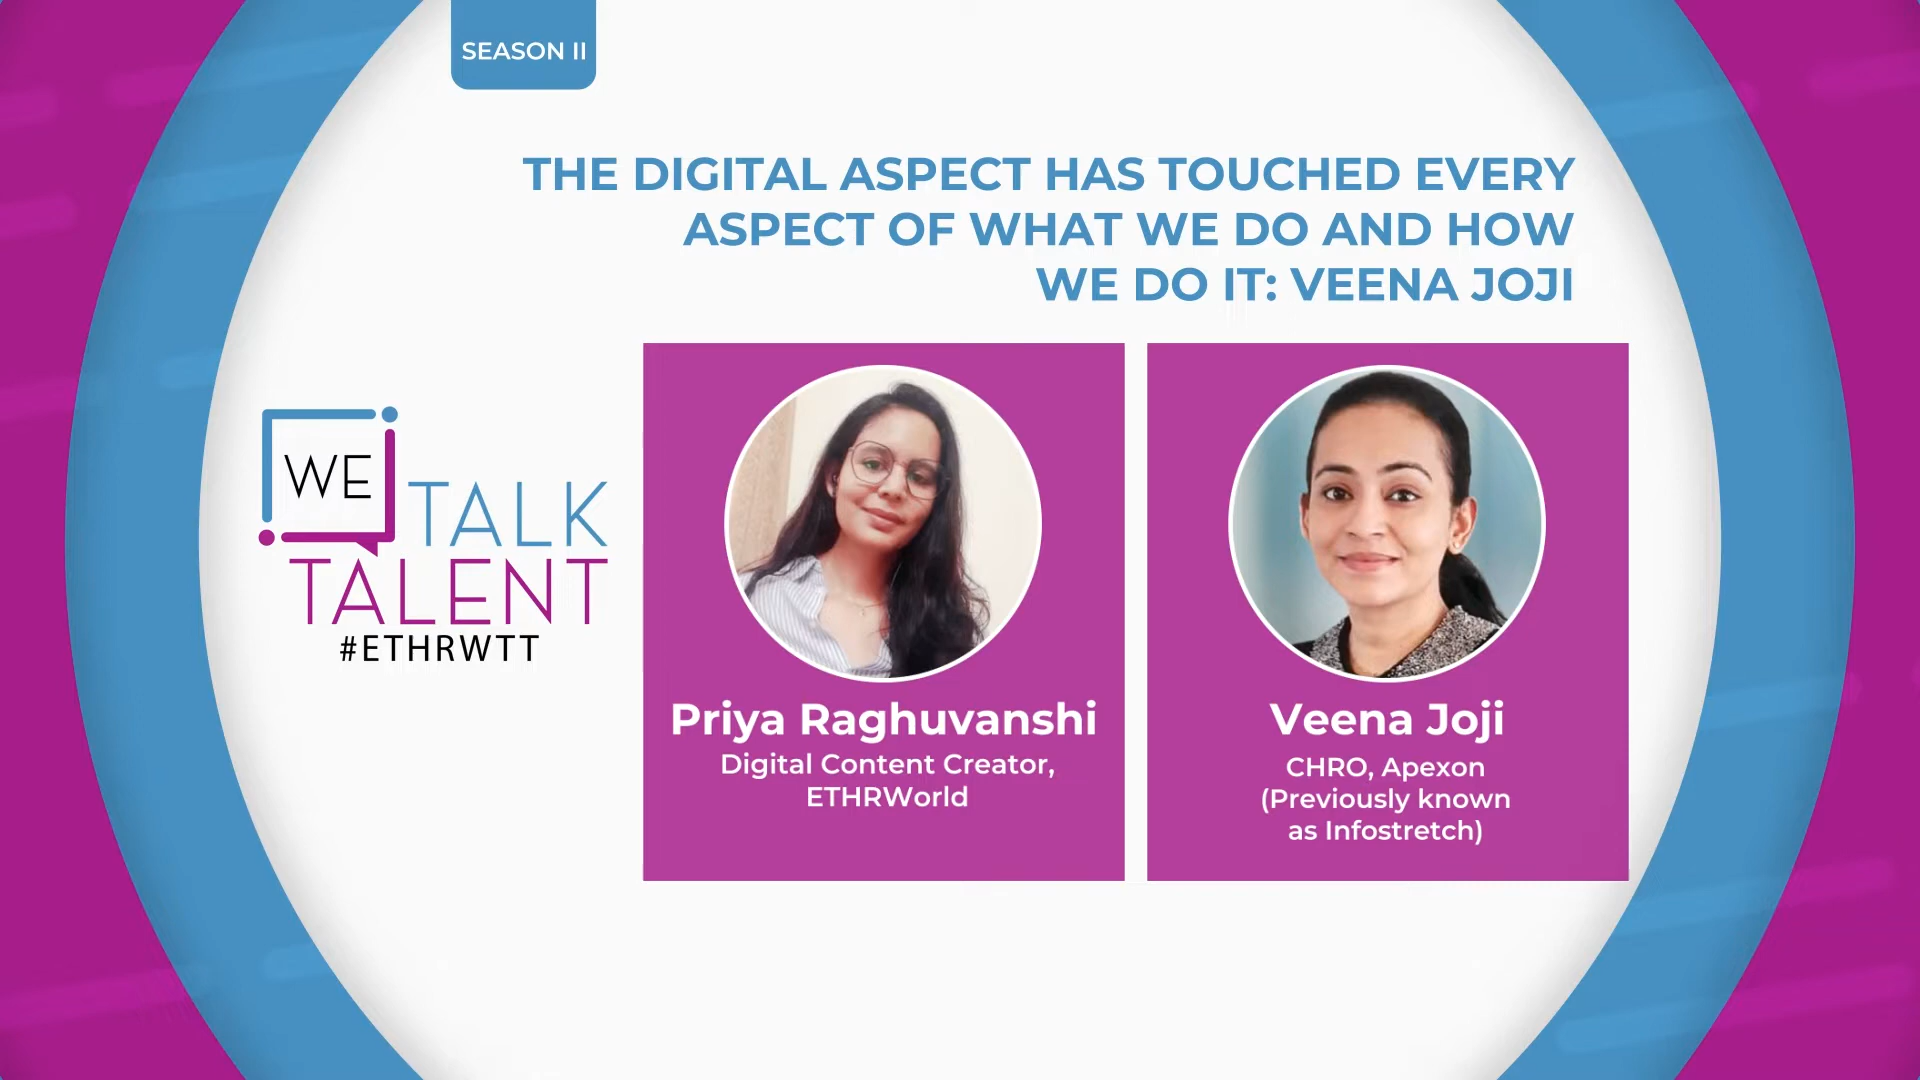 SEASON II
THE DIGITAL ASPECT HAS TOUCHED EVERY
ASPECT OF WHAT WE DO AND HOW
WE DO IT: VEENA JOJI
WE
TALK
TALENT
#ETHRWTT
Priya Raghuvanshi
Digital Content Creator,
ETHRWorld
Veena Joji
CHRO, Apexon
(Previously known
as Infostretch)